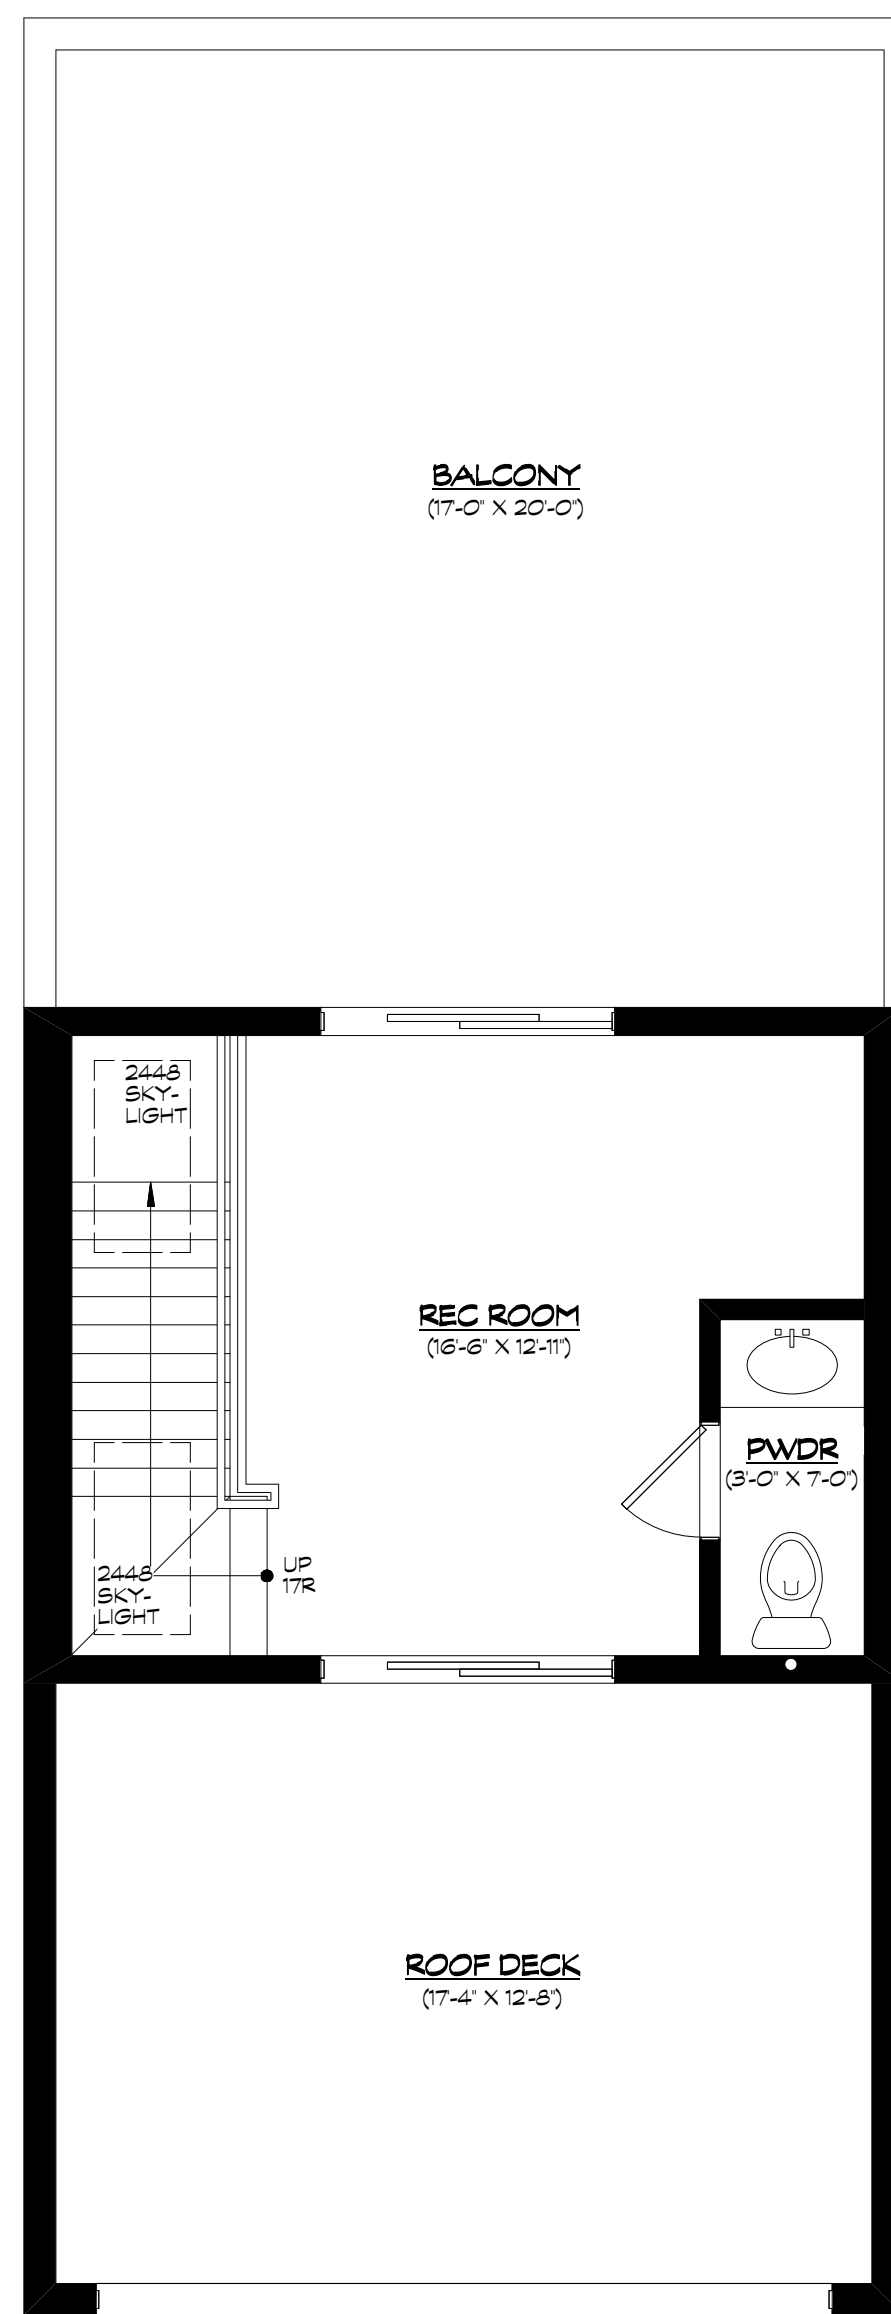 BALCONY
(17'-0" X 20'-0")
2448
SKY-
LIGHT
REC ROOM
(16'-6" X 12'-11")
PWDR
(3'-0" X 7'-0")
UP
17R
2448
SKY-
LIGHT
ROOF DECK
(17'-4" X 12'-8")